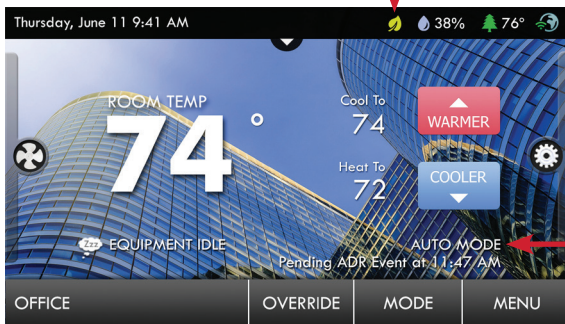 Thursday, June 11 9:41 AM 38% 76°
ROOM TEMP
74°
Cool To
74
WARMER
Heat To
72
COOLER
Zzz EQUIPMENT IDLE
AUTO MODE
Pending ADR Event at 11:47 AM
OFFICE OVERRIDE MODE MENU